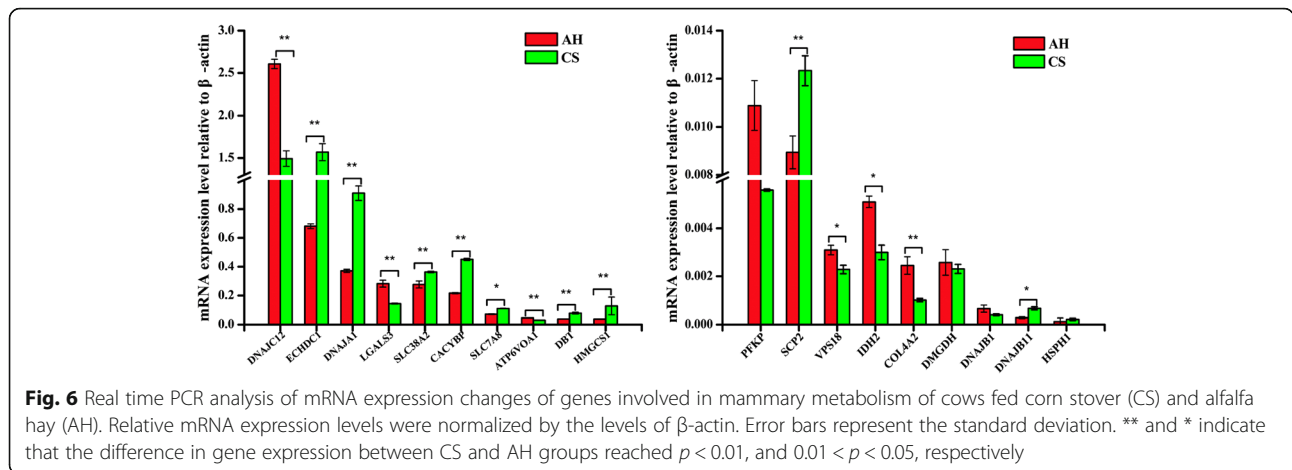 mRNA expression level relative to β -actin
3.0
2.5
2.0
1.5
0.8
0.6
0.4
0.2
0.0
AH
CS
**
**
**
**
**
**
*
**
**
**
DNAJC12
ECHDC1
DNAJA1
LGALS3
SLC38A2
CACYBP
SLC7A8
ATP6VOA1
DBT
HMGCS1
mRNA expression level relative to β -actin
0.014
0.012
0.010
0.008
0.004
0.002
0.000
AH
CS
**
*
*
**
*
PFKP
SCP2
VPS18
IDH2
COL4A2
DMGDH
DNAJB1
DNAJB11
HSPH1
Fig. 6 Real time PCR analysis of mRNA expression changes of genes involved in mammary metabolism of cows fed corn stover (CS) and alfalfa
hay (AH). Relative mRNA expression levels were normalized by the levels of β-actin. Error bars represent the standard deviation. ** and * indicate
that the difference in gene expression between CS and AH groups reached p < 0.01, and 0.01 < p < 0.05, respectively